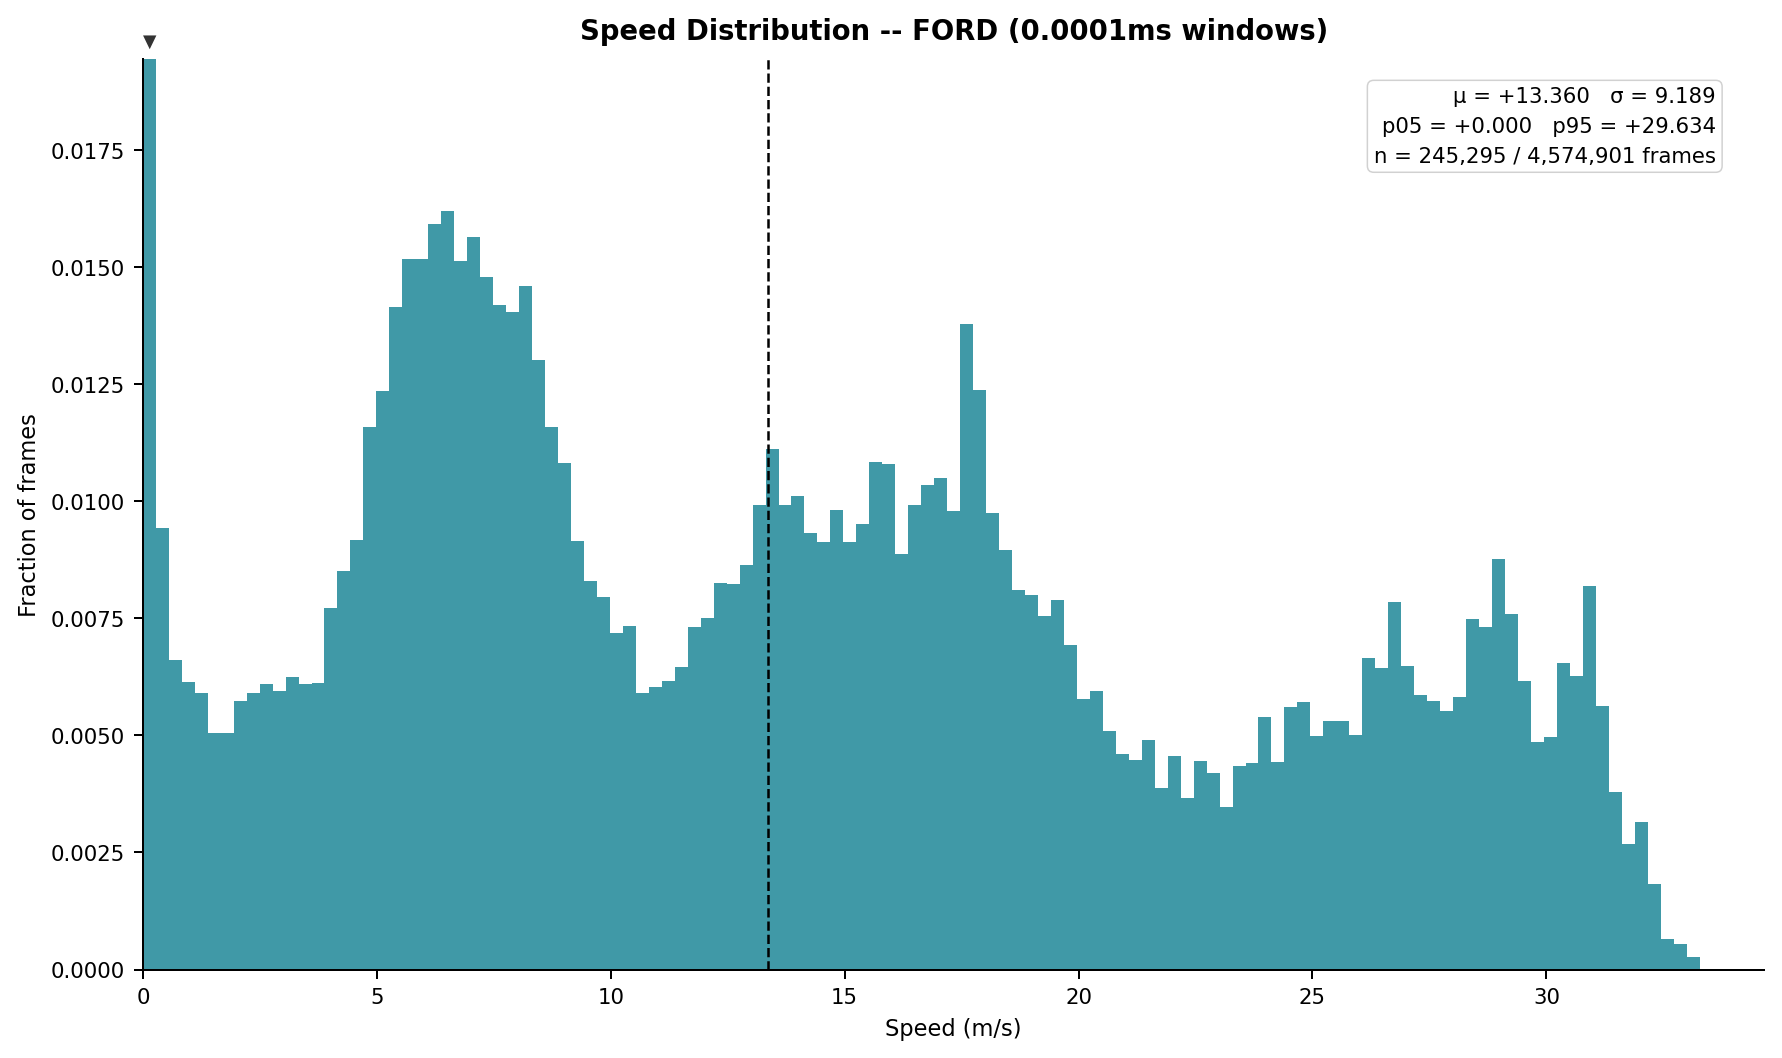 ▼
Speed Distribution -- FORD (0.0001ms windows)
μ = +13.360   σ = 9.189
p05 = +0.000   p95 = +29.634
n = 245,295 / 4,574,901 frames
Fraction of frames
0.0175
0.0150
0.0125
0.0100
0.0075
0.0050
0.0025
0.0000
0 5 10 15 20 25 30
Speed (m/s)